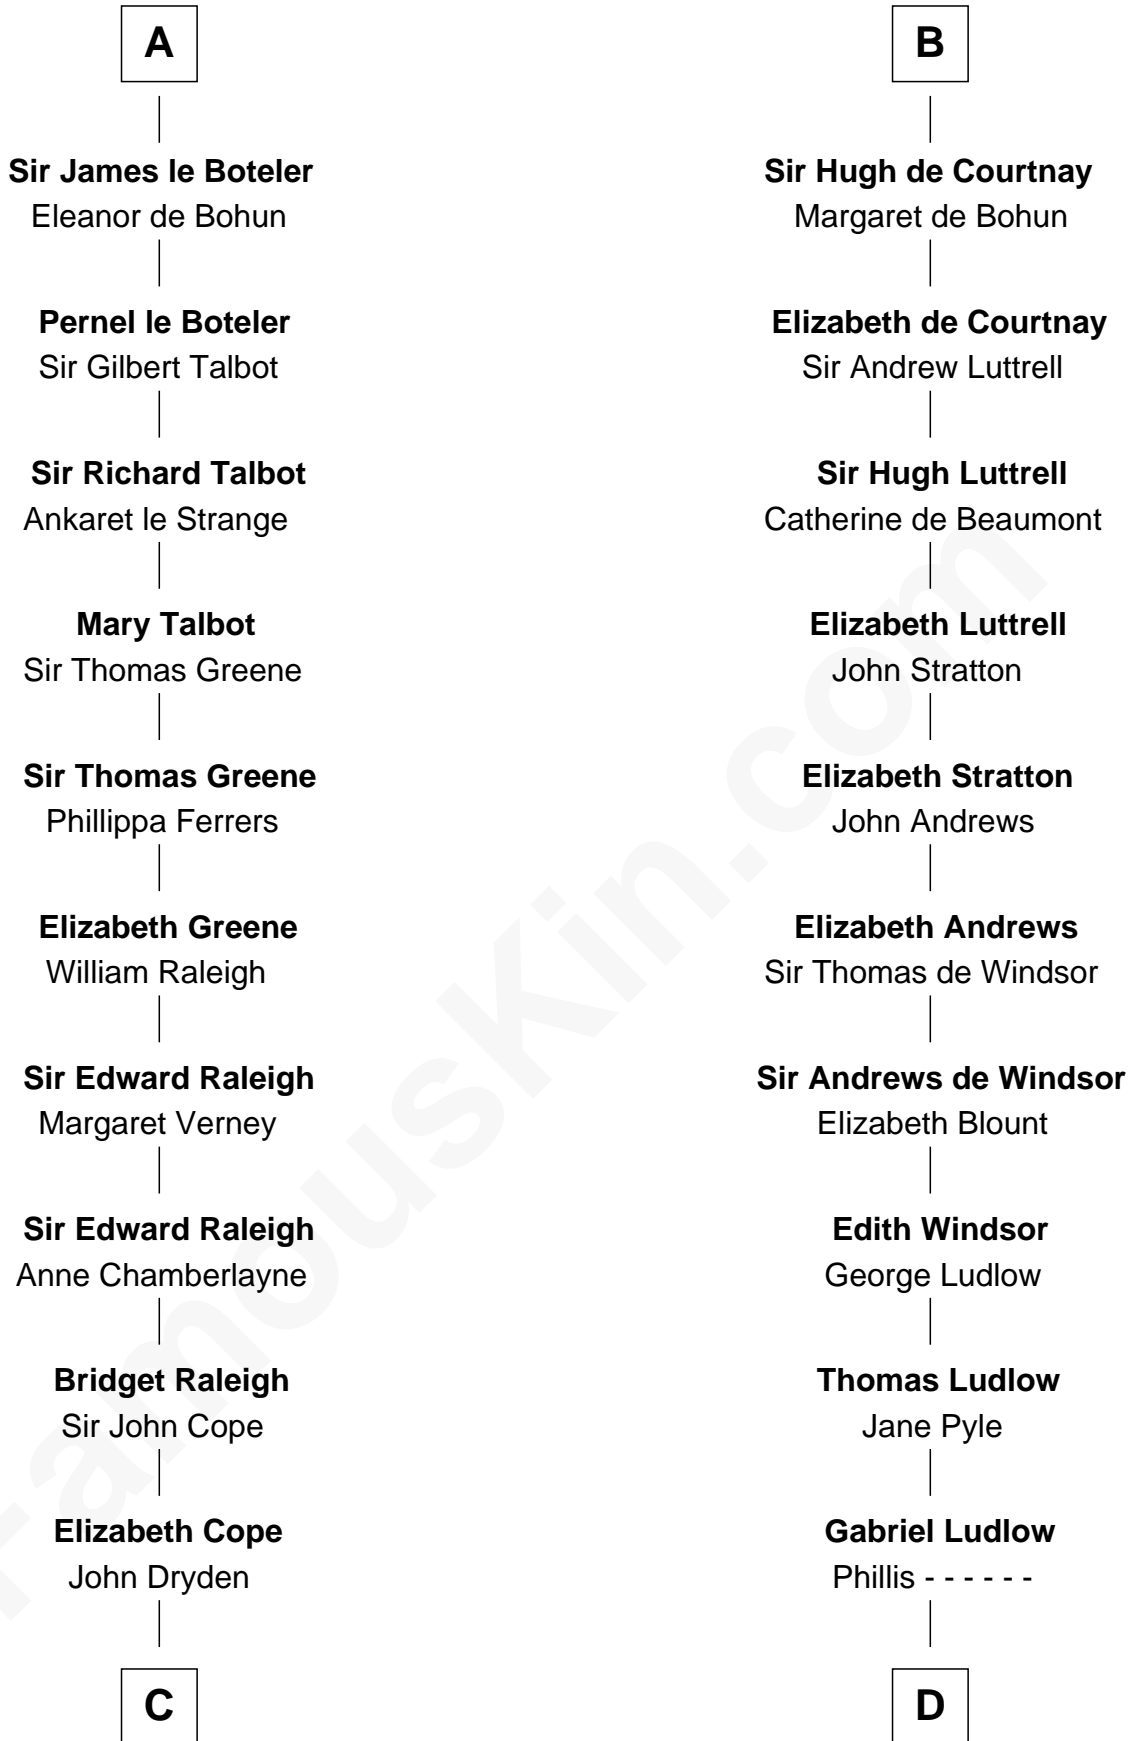 A
Sir James le Boteler
Eleanor de Bohun
Pernel le Boteler
Sir Gilbert Talbot
Sir Richard Talbot
Ankaret le Strange
Mary Talbot
Sir Thomas Greene
Sir Thomas Greene
Phillippa Ferrers
Elizabeth Greene
William Raleigh
Sir Edward Raleigh
Margaret Verney
Sir Edward Raleigh
Anne Chamberlayne
Bridget Raleigh
Sir John Cope
Elizabeth Cope
John Dryden
C
B
Sir Hugh de Courtnay
Margaret de Bohun
Elizabeth de Courtnay
Sir Andrew Luttrell
Sir Hugh Luttrell
Catherine de Beaumont
Elizabeth Luttrell
John Stratton
Elizabeth Stratton
John Andrews
Elizabeth Andrews
Sir Thomas de Windsor
Sir Andrews de Windsor
Elizabeth Blount
Edith Windsor
George Ludlow
Thomas Ludlow
Jane Pyle
Gabriel Ludlow
Phillis - - - - - -
D
FamousKin.com